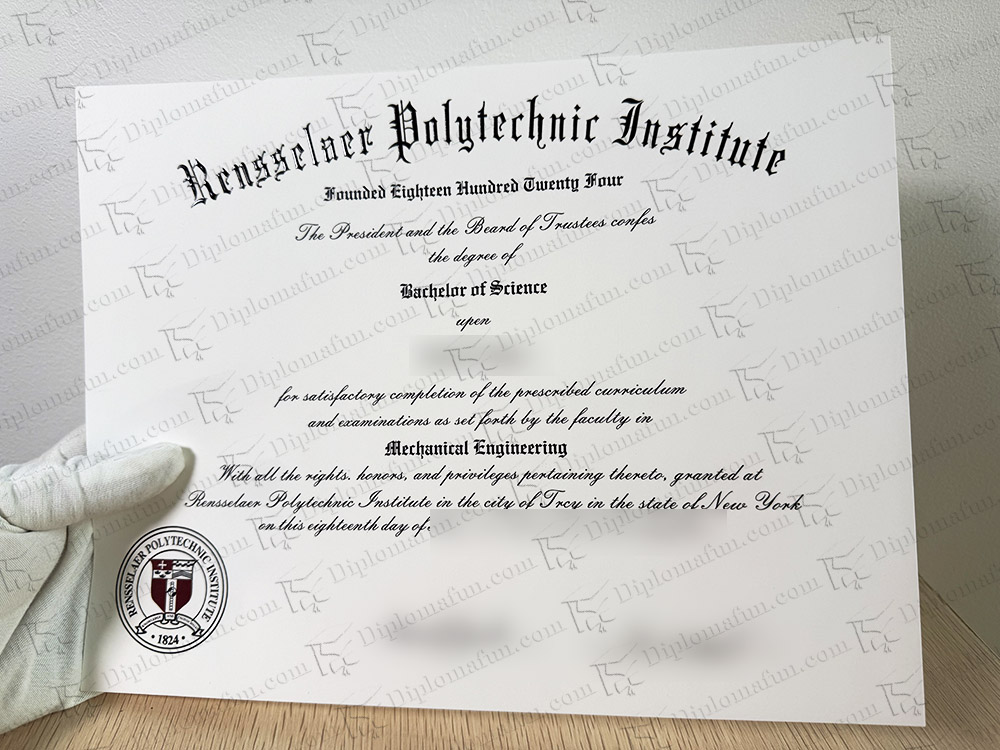 Rensselaer Polytechnic Institute
Founded Eighteen Hundred Twenty Four
The President and the Board of Trustees confes
the degree of
Bachelor of Science
upen
for satisfactory completion of the prescribed curriculum
and examinations as set forth by the faculty in
Mechanical Engineering
With all the rights, honors, and privileges pertaining thereto, granted at
Rensselaer Polytechnic Institute in the city of Trcy in the state of New York
on this eighteenth day of.
RENSSELAER POLYTECHNIC INSTITUTE
• 1824 •
Diplomafun.com